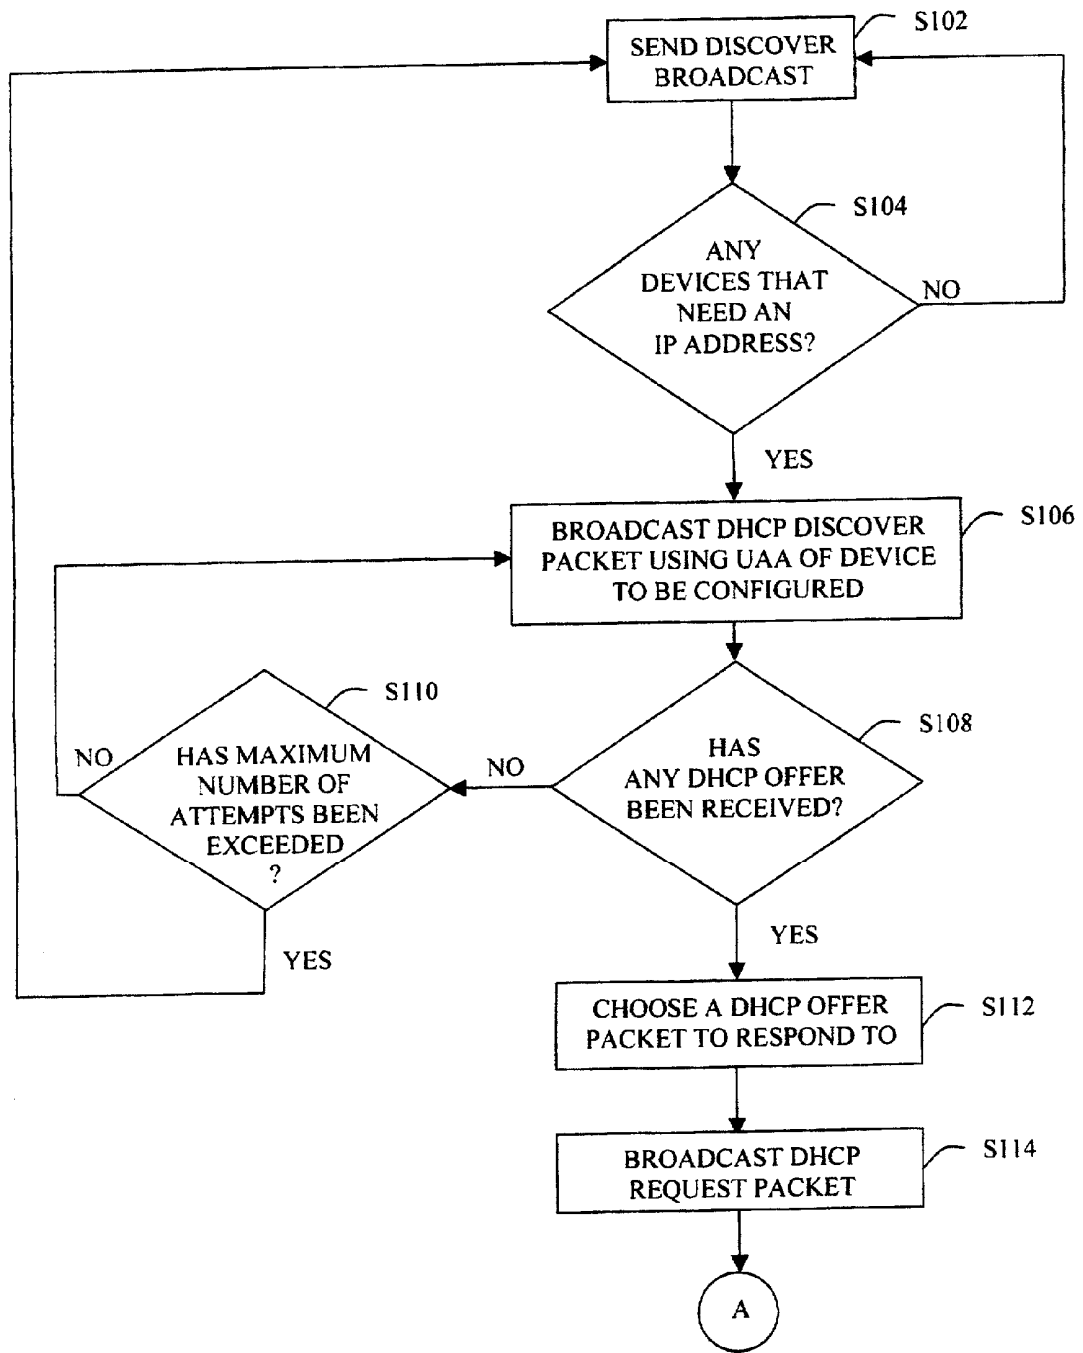 S102
SEND DISCOVER
BROADCAST
S104
ANY
DEVICES THAT
NEED AN
IP ADDRESS?
NO
YES
S106
BROADCAST DHCP DISCOVER
PACKET USING UAA OF DEVICE
TO BE CONFIGURED
S110
S108
NO
HAS MAXIMUM
NUMBER OF
ATTEMPTS BEEN
EXCEEDED
?
NO
HAS
ANY DHCP OFFER
BEEN RECEIVED?
YES
YES
S112
CHOOSE A DHCP OFFER
PACKET TO RESPOND TO
S114
BROADCAST DHCP
REQUEST PACKET
A